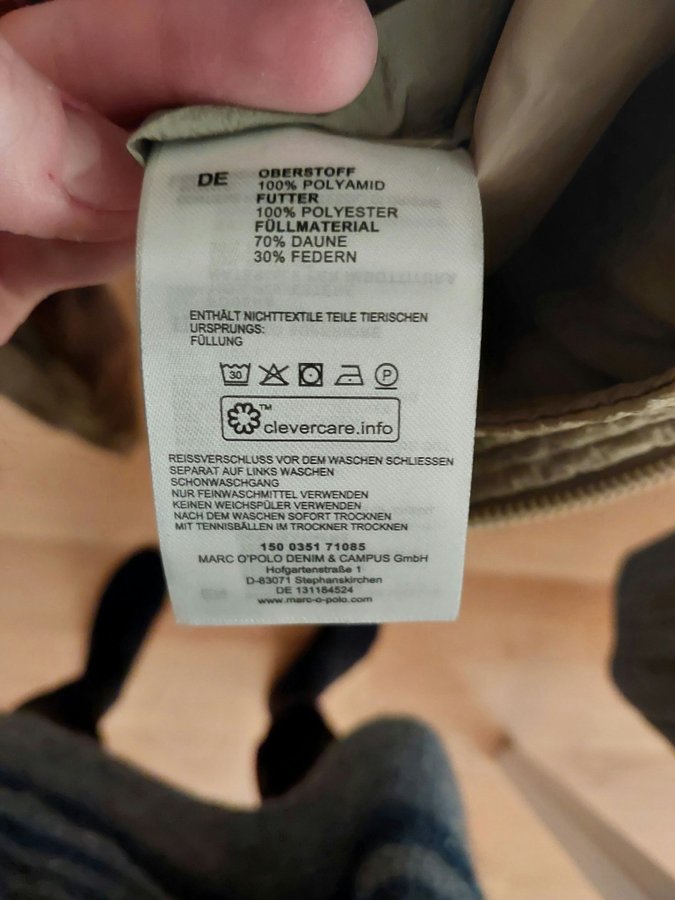 DE
OBERSTOFF
100% POLYAMID
FUTTER
100% POLYESTER
FÜLLMATERIAL
70% DAUNE
30% FEDERN
ENTHÄLT NICHTTEXTILE TEILE TIERISCHEN
URSPRUNGS:
FÜLLUNG
30 P
™ clevercare.info
REISSVERSCHLUSS VOR DEM WASCHEN SCHLIESSEN
SEPARAT AUF LINKS WASCHEN
SCHONWASCHGANG
NUR FEINWASCHMITTEL VERWENDEN
KEINEN WEICHSPÜLER VERWENDEN
NACH DEM WASCHEN SOFORT TROCKNEN
MIT TENNISBÄLLEN IM TROCKNER TROCKNEN
150 0351 71085
MARC O'POLO DENIM & CAMPUS GmbH
Hofgartenstraße 1
D-83071 Stephanskirchen
DE 131184524
www.marc-o-polo.com